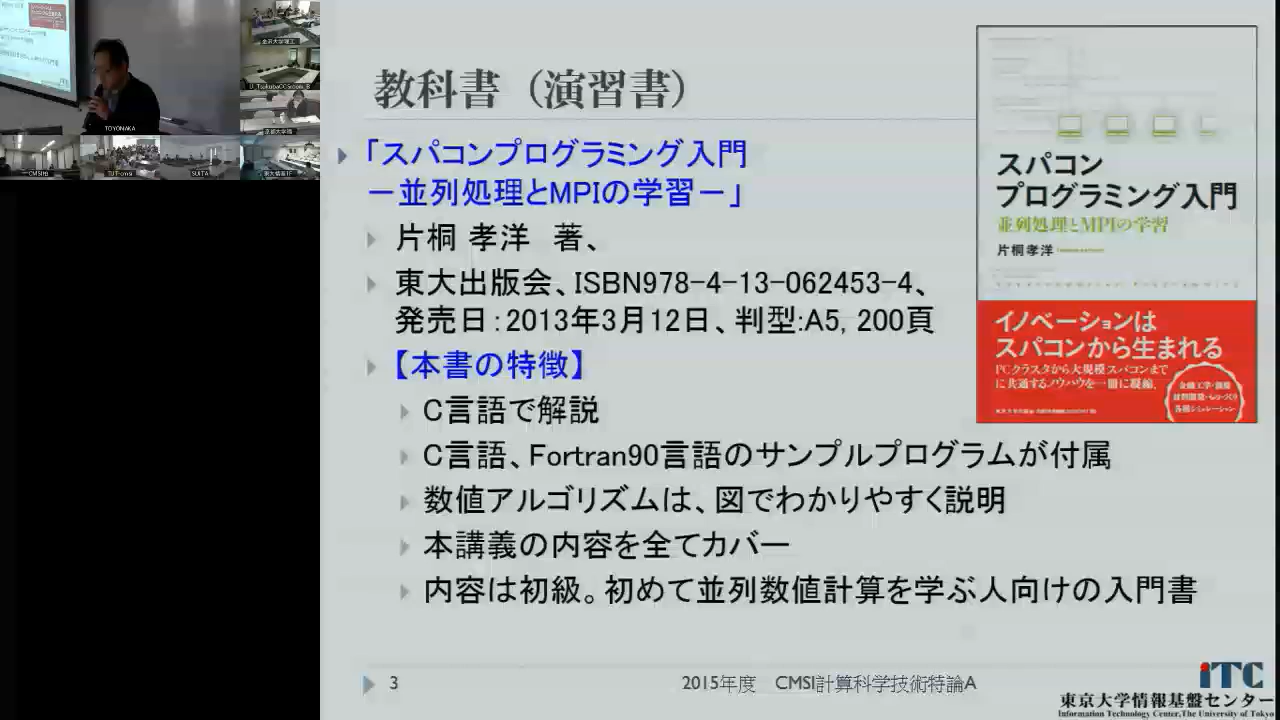 教科書（演習書）
「スパコンプログラミング入門
－並列処理とMPIの学習－」
片桐 孝洋　著、
東大出版会、ISBN978-4-13-062453-4、
発売日：2013年3月12日、判型:A5, 200頁
【本書の特徴】
C言語で解説
C言語、Fortran90言語のサンプルプログラムが付属
数値アルゴリズムは、図でわかりやすく説明
本講義の内容を全てカバー
内容は初級。初めて並列数値計算を学ぶ人向けの入門書
スパコン
プログラミング入門
並列処理とMPIの学習
片桐孝洋
イノベーションは
スパコンから生まれる
PCクラスタから大規模スパコンまで
に共通するノウハウを一冊に凝縮。
3
2015年度　CMSI計算科学技術特論A
ITC
東京大学情報基盤センター
Information Technology Center, The University of Tokyo
TOYONAKA
SUITA